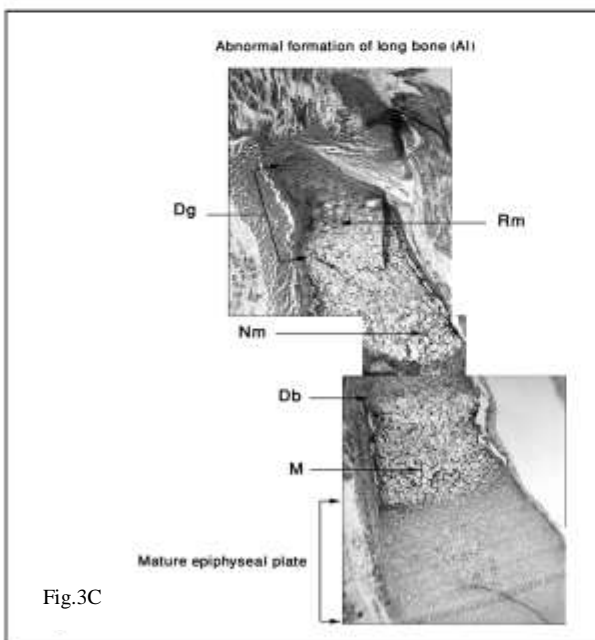 Abnormal formation of long bone (AI)
Dg
Rm
Nm
Db
M
Mature epiphyseal plate
Fig.3C